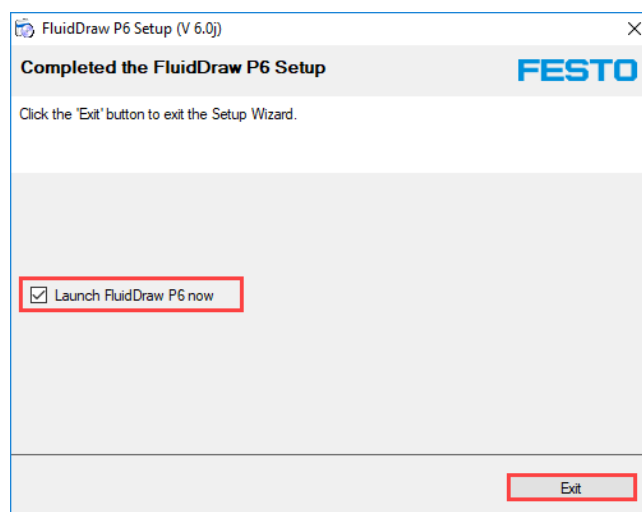 FluidDraw P6 Setup (V 6.0j)
Completed the FluidDraw P6 Setup
FESTO
Click the 'Exit' button to exit the Setup Wizard.
Launch FluidDraw P6 now
Exit